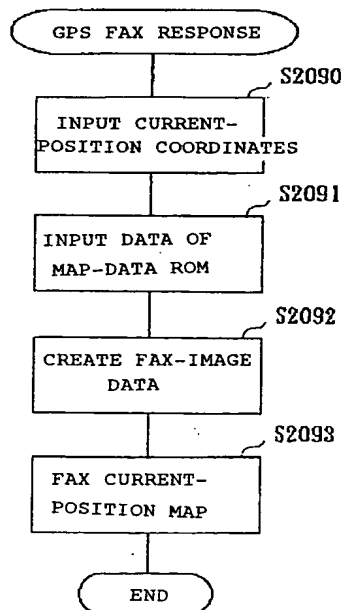 GPS FAX RESPONSE
S2090
INPUT CURRENT-
POSITION COORDINATES
S2091
INPUT DATA OF
MAP-DATA ROM
S2092
CREATE FAX-IMAGE
DATA
S2093
FAX CURRENT-
POSITION MAP
END